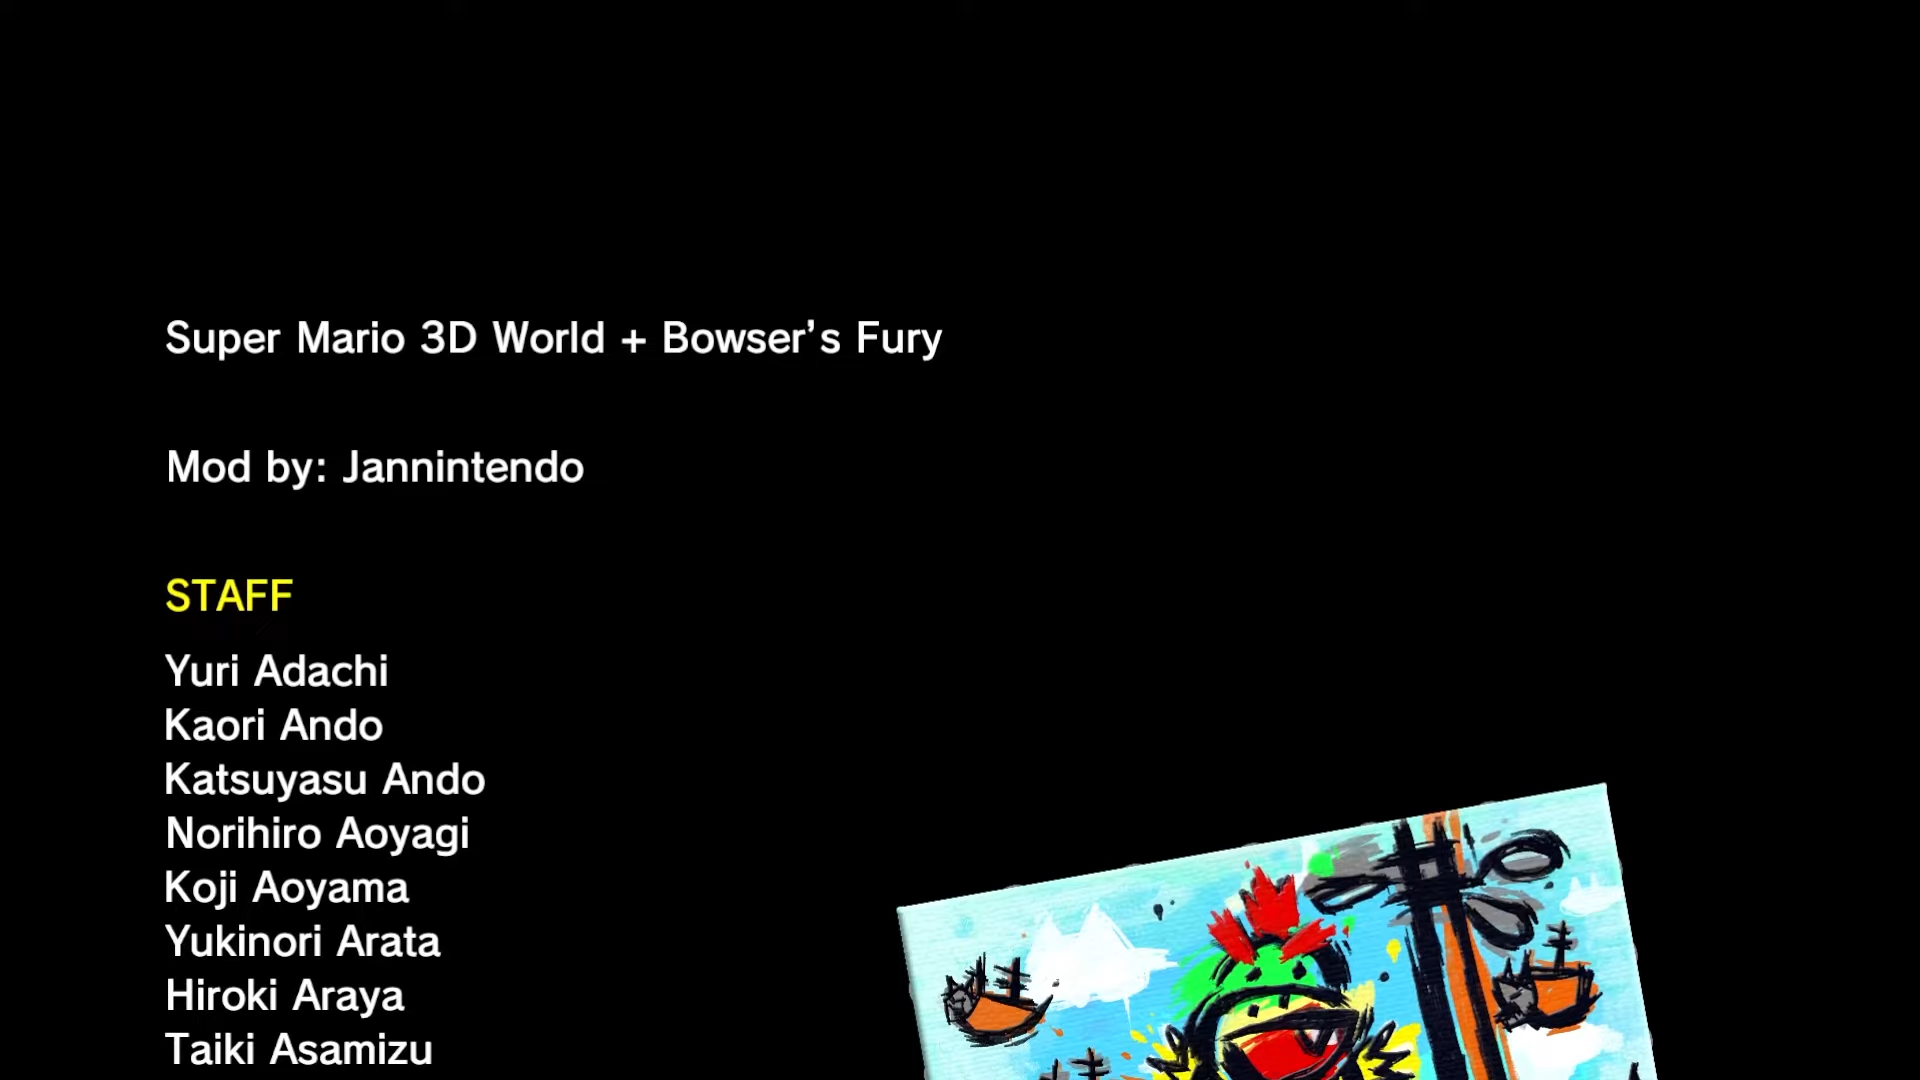 Super Mario 3D World + Bowser’s Fury
Mod by: Jannintendo
STAFF
Yuri Adachi
Kaori Ando
Katsuyasu Ando
Norihiro Aoyagi
Koji Aoyama
Yukinori Arata
Hiroki Araya
Taiki Asamizu